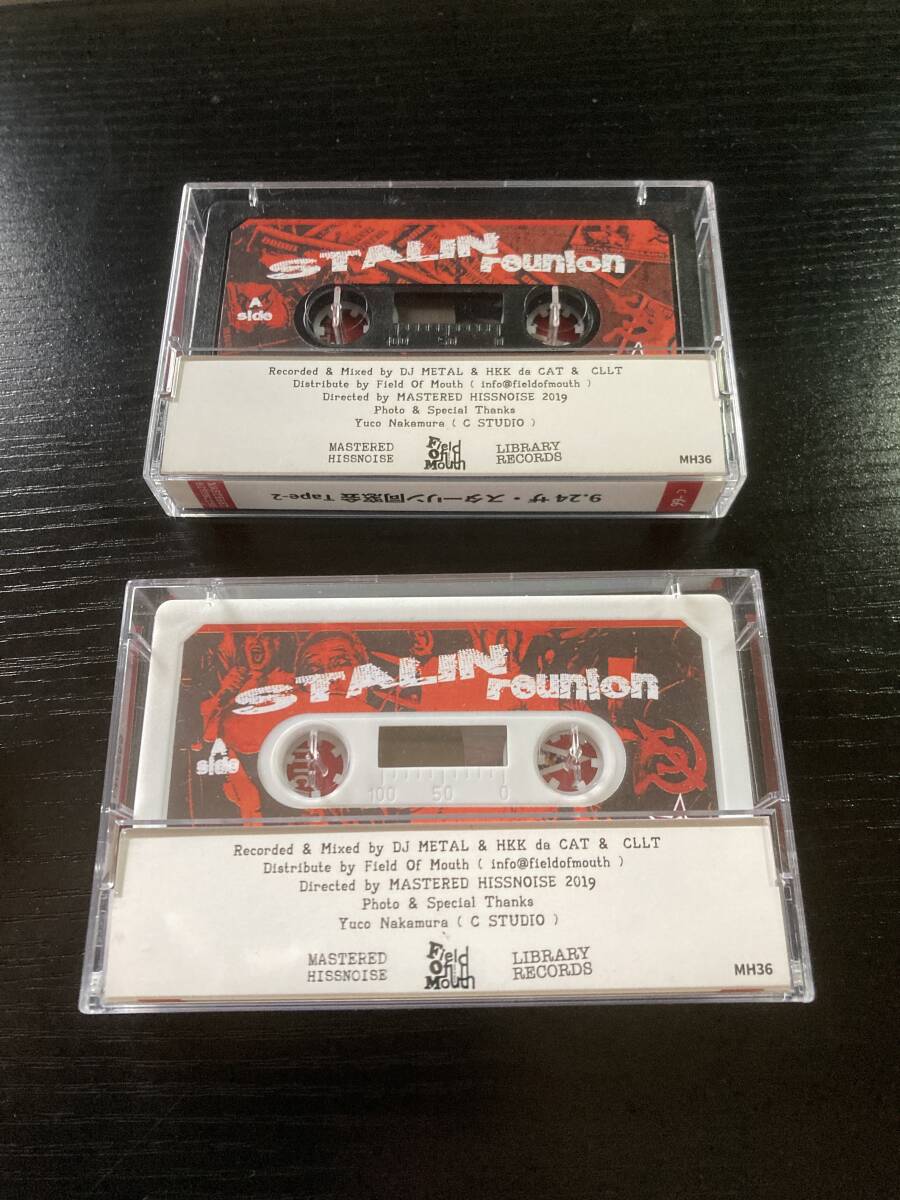 STALIN
reunion
A
side
100 50 0
Recorded & Mixed by DJ METAL & HKK da CAT & CLLT
Distribute by Field Of Mouth ( info@fieldofmouth )
Directed by MASTERED HISSNOISE 2019
Photo & Special Thanks
Yuco Nakamura ( C STUDIO )
MASTERED
HISSNOISE
Field
Of
Mouth
LIBRARY
RECORDS
MH36
9.24 ザ・スターリン同窓会 Tape-2
STALIN
reunion
A
side
100 50 0
Recorded & Mixed by DJ METAL & HKK da CAT & CLLT
Distribute by Field Of Mouth ( info@fieldofmouth )
Directed by MASTERED HISSNOISE 2019
Photo & Special Thanks
Yuco Nakamura ( C STUDIO )
MASTERED
HISSNOISE
Field
Of
Mouth
LIBRARY
RECORDS
MH36